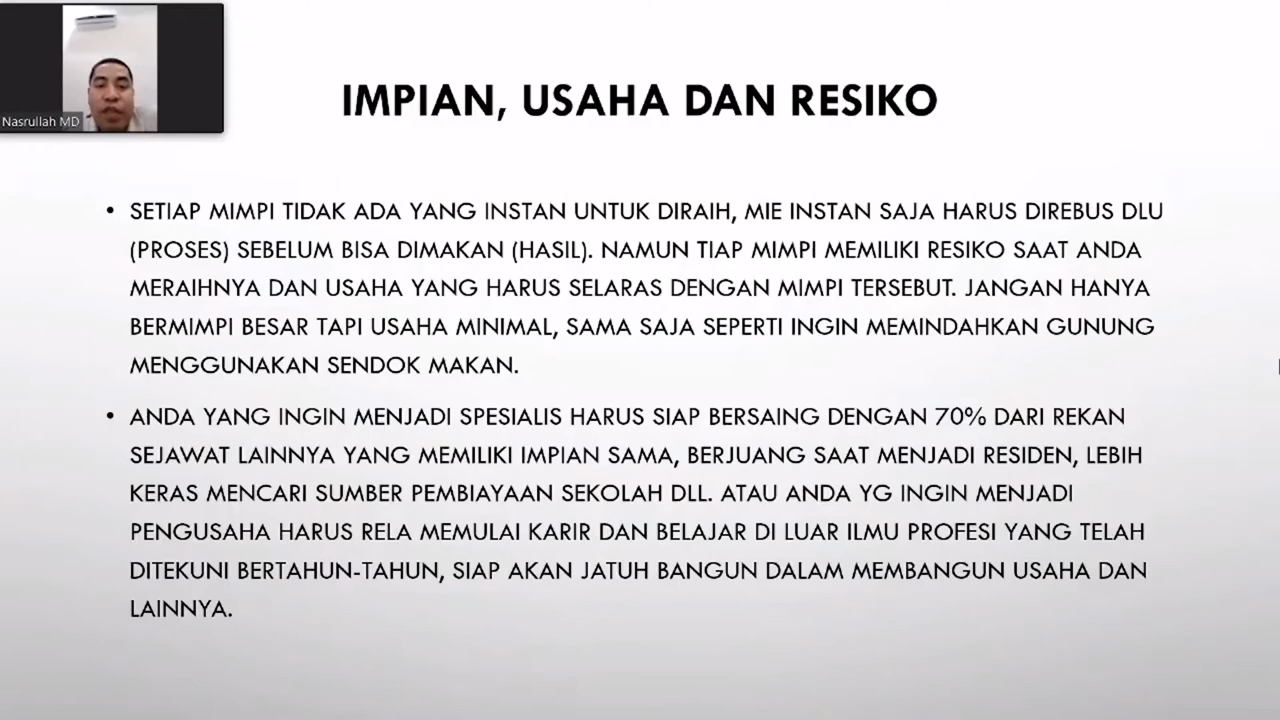 Nasrullah MD
IMPIAN, USAHA DAN RESIKO
• SETIAP MIMPI TIDAK ADA YANG INSTAN UNTUK DIRAIH, MIE INSTAN SAJA HARUS DIREBUS DLU
(PROSES) SEBELUM BISA DIMAKAN (HASIL). NAMUN TIAP MIMPI MEMILIKI RESIKO SAAT ANDA
MERAIHNYA DAN USAHA YANG HARUS SELARAS DENGAN MIMPI TERSEBUT. JANGAN HANYA
BERMIMPI BESAR TAPI USAHA MINIMAL, SAMA SAJA SEPERTI INGIN MEMINDAHKAN GUNUNG
MENGGUNAKAN SENDOK MAKAN.
• ANDA YANG INGIN MENJADI SPESIALIS HARUS SIAP BERSAING DENGAN 70% DARI REKAN
SEJAWAT LAINNYA YANG MEMILIKI IMPIAN SAMA, BERJUANG SAAT MENJADI RESIDEN, LEBIH
KERAS MENCARI SUMBER PEMBIAYAAN SEKOLAH DLL. ATAU ANDA YG INGIN MENJADI
PENGUSAHA HARUS RELA MEMULAI KARIR DAN BELAJAR DI LUAR ILMU PROFESI YANG TELAH
DITEKUNI BERTAHUN-TAHUN, SIAP AKAN JATUH BANGUN DALAM MEMBANGUN USAHA DAN
LAINNYA.